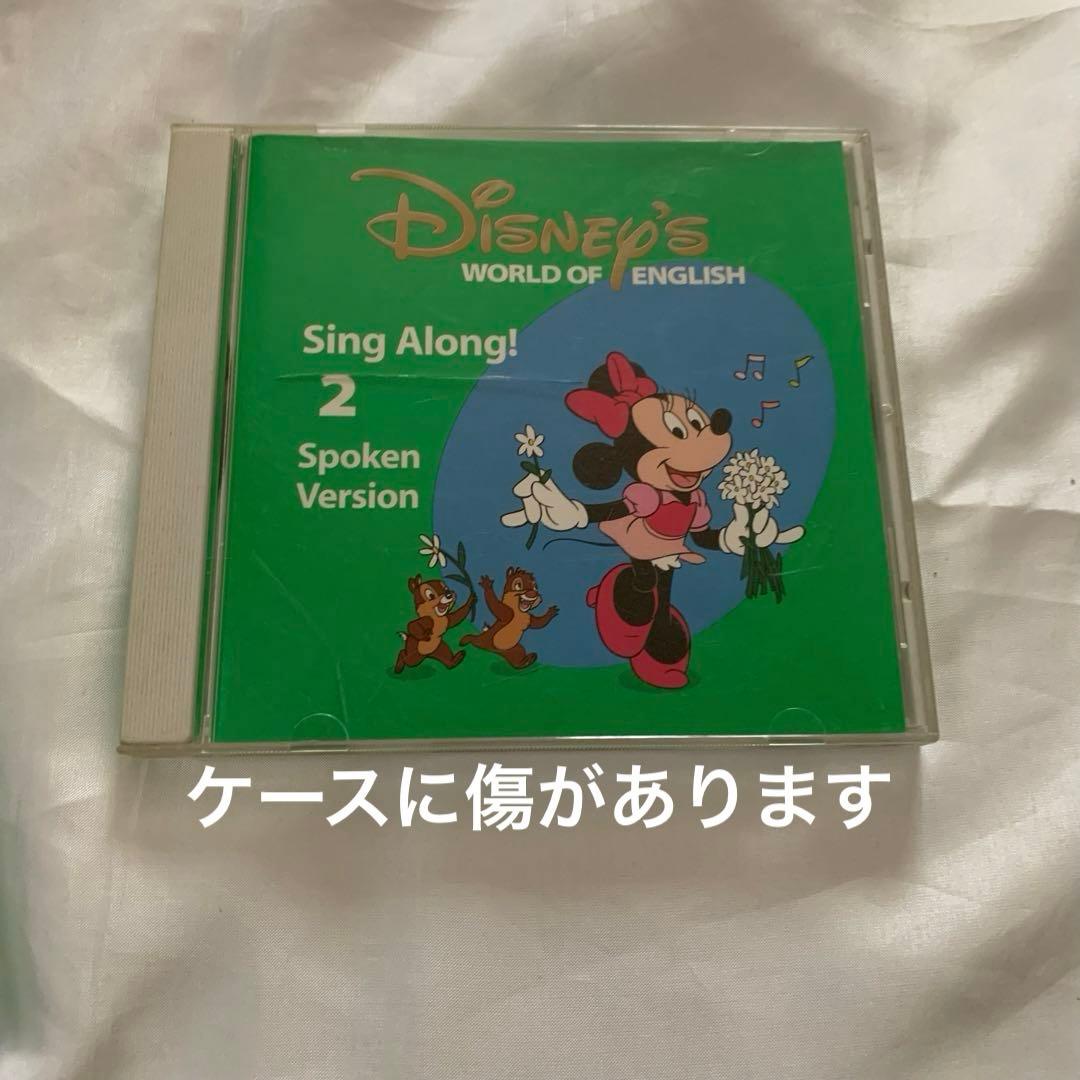 Disney's
WORLD OF ENGLISH
Sing Along!
2
Spoken
Version
ケースに傷があります